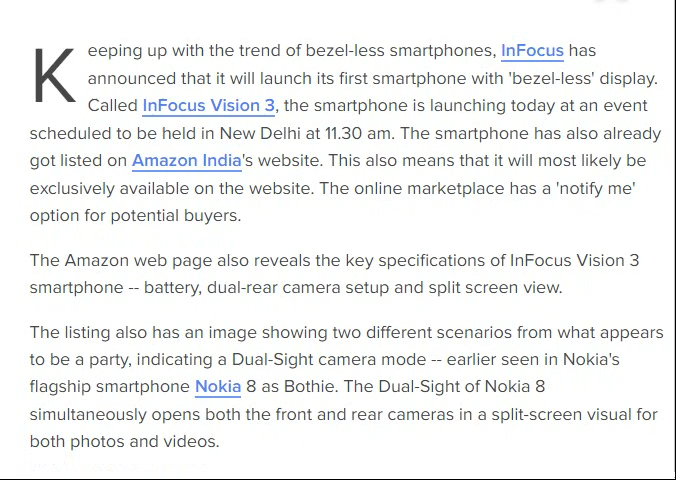 Keeping up with the trend of bezel-less smartphones, InFocus has
announced that it will launch its first smartphone with 'bezel-less' display.
Called InFocus Vision 3, the smartphone is launching today at an event
scheduled to be held in New Delhi at 11.30 am. The smartphone has also already
got listed on Amazon India's website. This also means that it will most likely be
exclusively available on the website. The online marketplace has a 'notify me'
option for potential buyers.
The Amazon web page also reveals the key specifications of InFocus Vision 3
smartphone -- battery, dual-rear camera setup and split screen view.
The listing also has an image showing two different scenarios from what appears
to be a party, indicating a Dual-Sight camera mode -- earlier seen in Nokia's
flagship smartphone Nokia 8 as Bothie. The Dual-Sight of Nokia 8
simultaneously opens both the front and rear cameras in a split-screen visual for
both photos and videos.